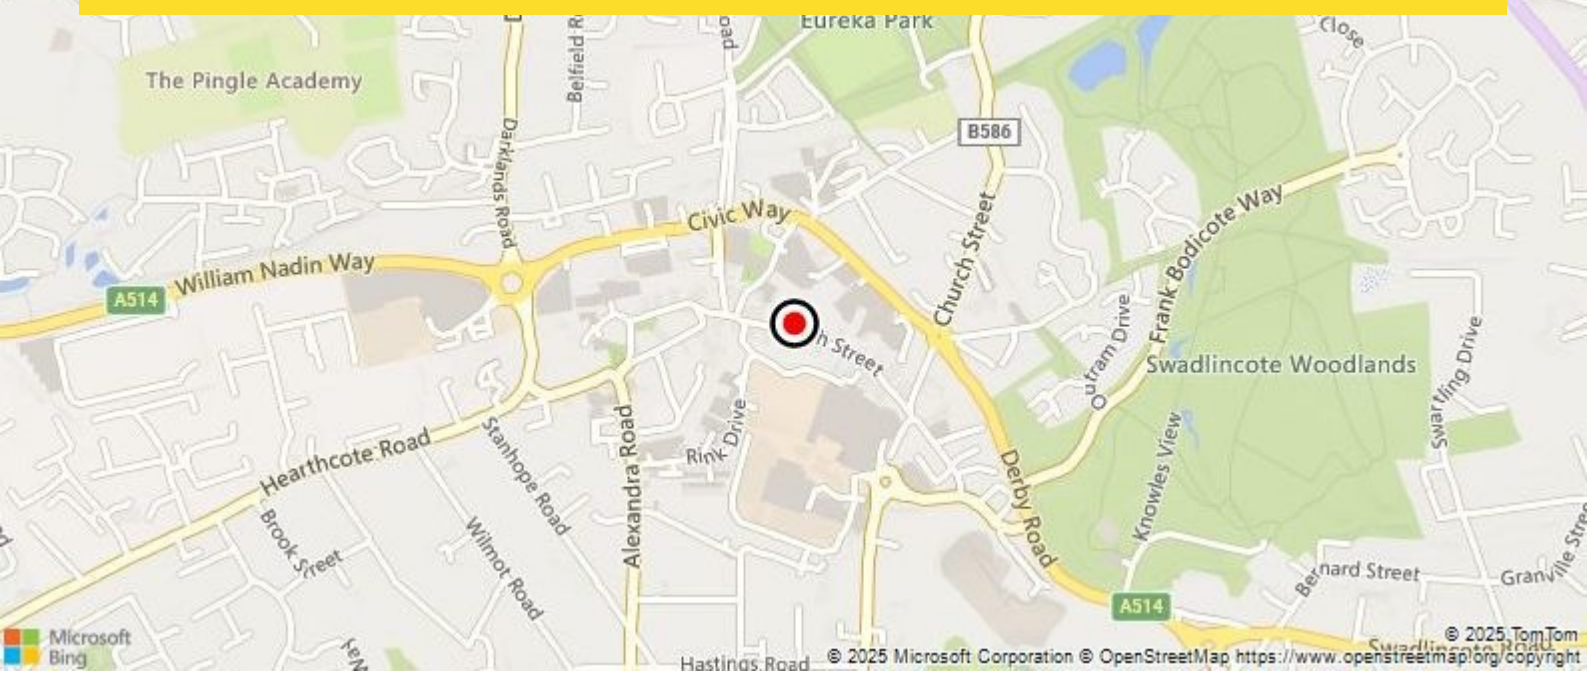 Eureka Park
Close
The Pingle Academy
Belfield
Darklands Road
B586
Civic Way
Church Street
Frank Bodicote Way
William Nadin Way
A514
Outram Drive
Street
Swadlincote Woodlands
Swartling Drive
Rink Drive
Alexandra Road
Hearthcote Road
Stanhope Road
Knowles View
Derby Road
Brook Street
Wilmot Road
Bernard Street
Granville
A514
Microsoft
Bing
Hastings Road
Swadlincote Road
© 2025 TomTom
© 2025 Microsoft Corporation © OpenStreetMap https://www.openstreetmap.org/copyright